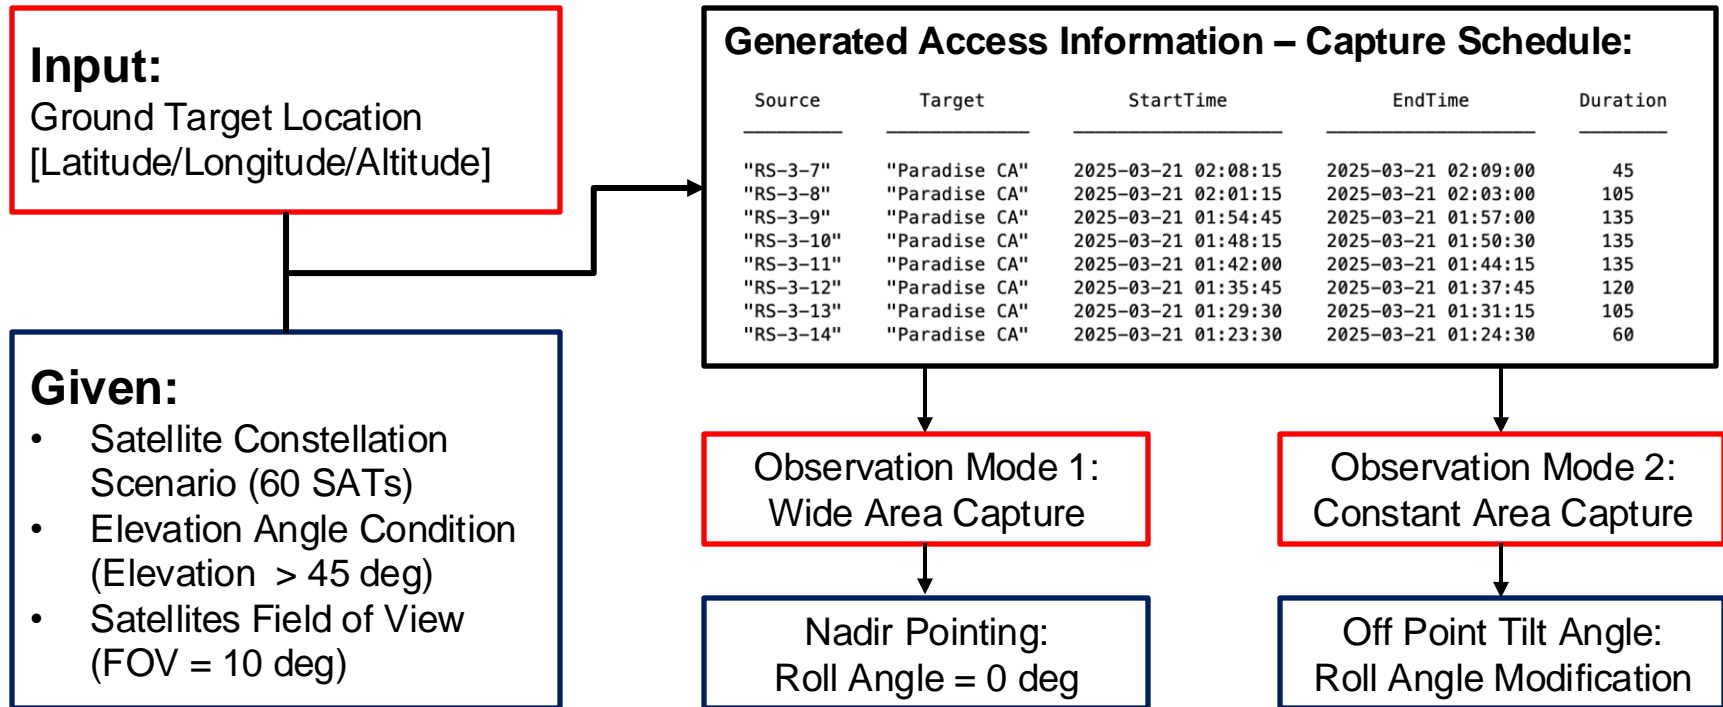 Input:
Ground Target Location
[Latitude/Longitude/Altitude]
Given:
• Satellite Constellation
Scenario (60 SATs)
• Elevation Angle Condition
(Elevation > 45 deg)
• Satellites Field of View
(FOV = 10 deg)
Generated Access Information – Capture Schedule:
Source Target StartTime EndTime Duration
"RS-3-7" "Paradise CA" 2025-03-21 02:08:15 2025-03-21 02:09:00 45
"RS-3-8" "Paradise CA" 2025-03-21 02:01:15 2025-03-21 02:03:00 105
"RS-3-9" "Paradise CA" 2025-03-21 01:54:45 2025-03-21 01:57:00 135
"RS-3-10" "Paradise CA" 2025-03-21 01:48:15 2025-03-21 01:50:30 135
"RS-3-11" "Paradise CA" 2025-03-21 01:42:00 2025-03-21 01:44:15 135
"RS-3-12" "Paradise CA" 2025-03-21 01:35:45 2025-03-21 01:37:45 120
"RS-3-13" "Paradise CA" 2025-03-21 01:29:30 2025-03-21 01:31:15 105
"RS-3-14" "Paradise CA" 2025-03-21 01:23:30 2025-03-21 01:24:30 60
Observation Mode 1:
Wide Area Capture
Nadir Pointing:
Roll Angle = 0 deg
Observation Mode 2:
Constant Area Capture
Off Point Tilt Angle:
Roll Angle Modification